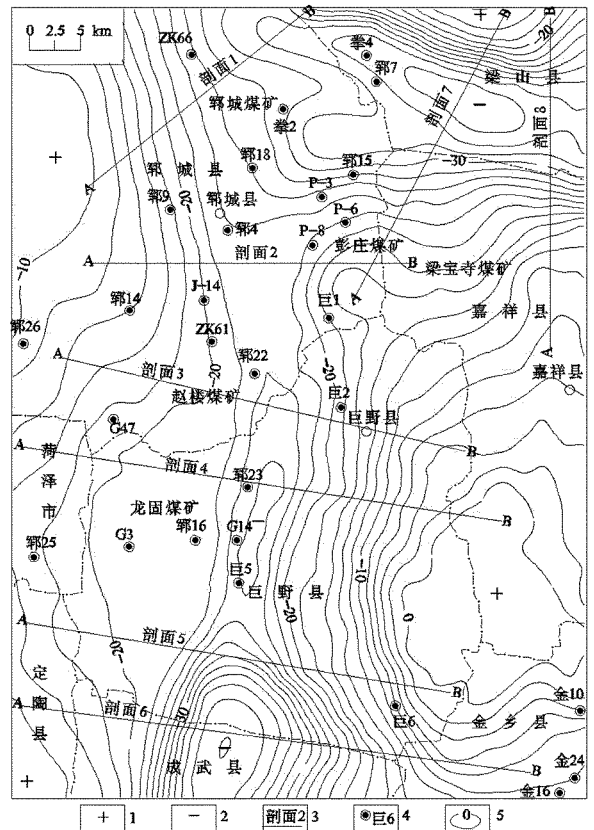 0 2.5 5 km
ZK66
剖面1
B
B
B
-20
郓7
梁山县
剖面7
剖面8
郓城煤矿
-
+
郓18
郓15
-30
+
郓城县
A
郓9
-20
郓城县
P-3
P-6
郓4
P-8
彭庄煤矿
剖面2
A
B
梁宝寺煤矿
-10
J-14
A
郓14
巨1
嘉祥县
郓26
ZK61
A
A
剖面3
郓22
-20
-20
嘉祥县
赵楼煤矿
巨2
巨野县
G47
B
A
菏泽市
剖面4
郓23
B
龙固煤矿
郓16
G14
G3
郓25
-10
巨5
巨野县
+
0
-20
A
剖面5
-20
定陶县
B
A
剖面6
30
巨6
金10
金乡县
成武县
B
金24
+
金16
+ 1
- 2
剖面2 3
巨6 4
0 5